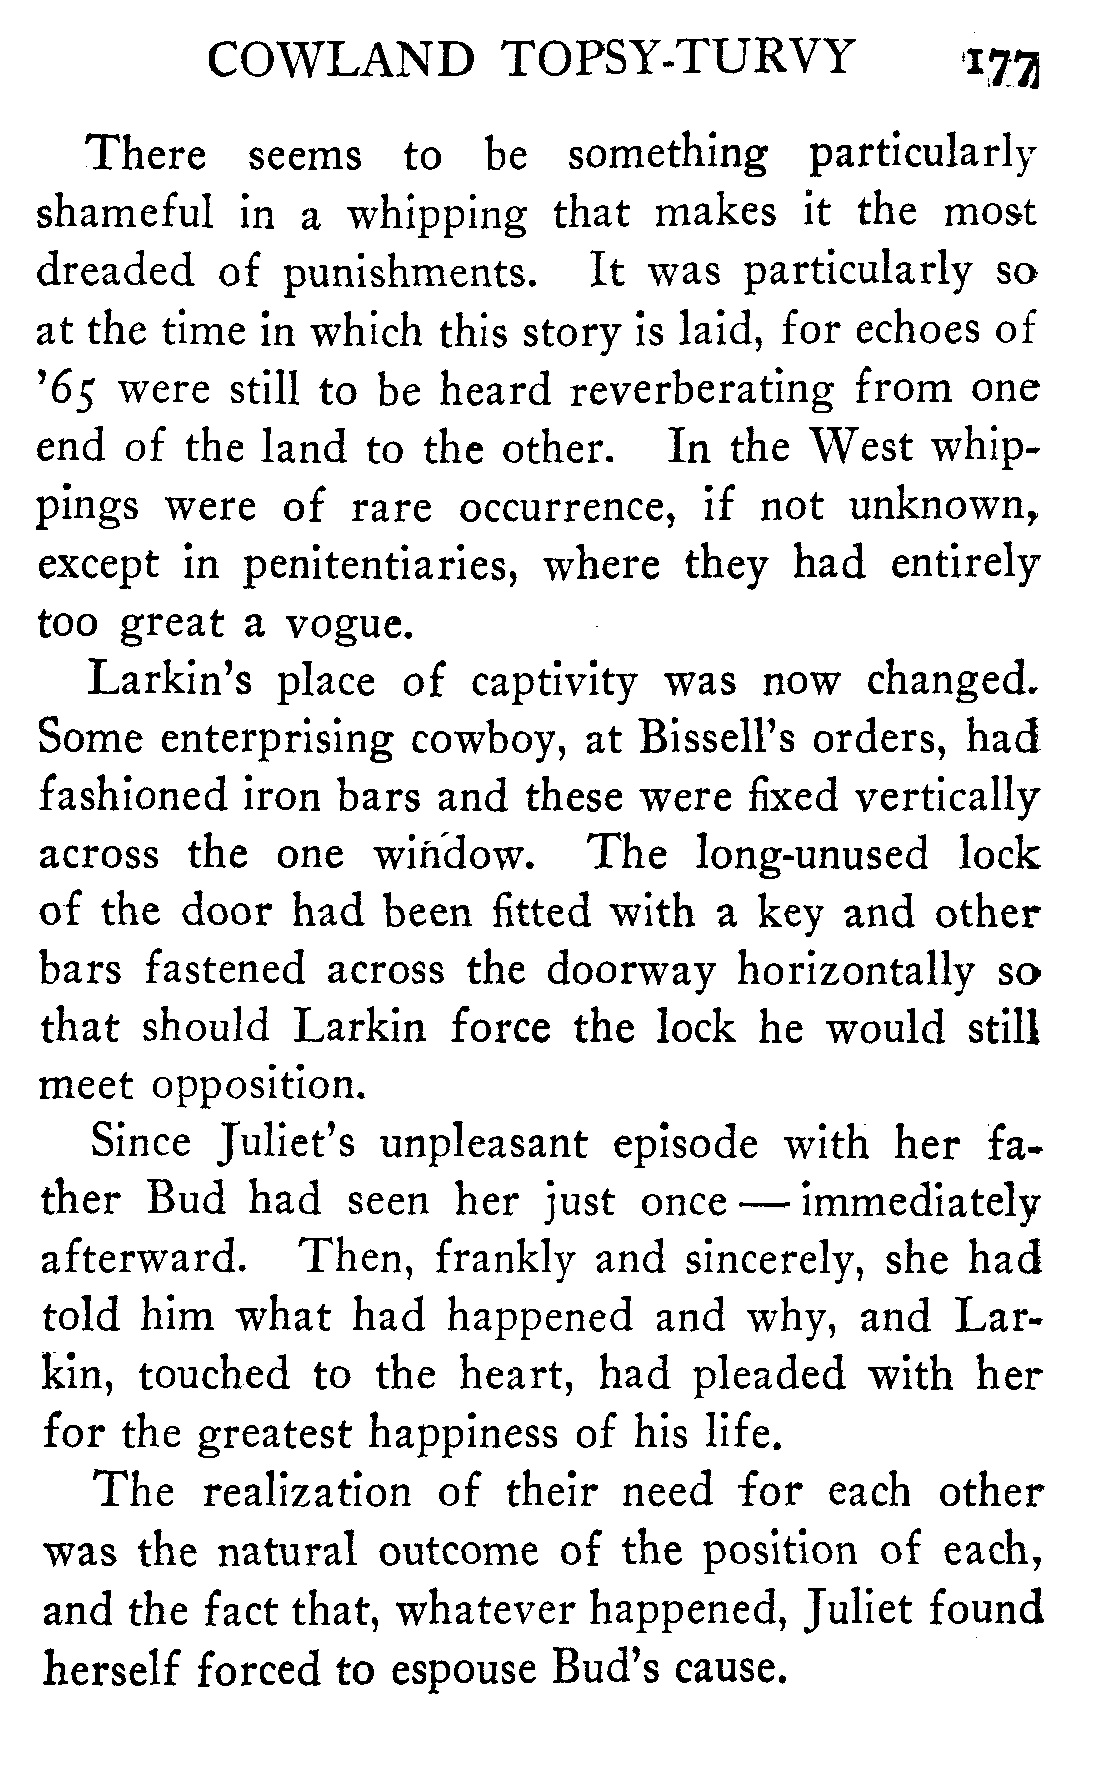 COWLAND TOPSY-TURVY 177
There seems to be something particularly
shameful in a whipping that makes it the most
dreaded of punishments. It was particularly so
at the time in which this story is laid, for echoes of
’65 were still to be heard reverberating from one
end of the land to the other. In the West whip-
pings were of rare occurrence, if not unknown,
except in penitentiaries, where they had entirely
too great a vogue.
Larkin’s place of captivity was now changed.
Some enterprising cowboy, at Bissell’s orders, had
fashioned iron bars and these were fixed vertically
across the one window. The long-unused lock
of the door had been fitted with a key and other
bars fastened across the doorway horizontally so
that should Larkin force the lock he would still
meet opposition.
Since Juliet’s unpleasant episode with her fa-
ther Bud had seen her just once — immediately
afterward. Then, frankly and sincerely, she had
told him what had happened and why, and Lar-
kin, touched to the heart, had pleaded with her
for the greatest happiness of his life.
The realization of their need for each other
was the natural outcome of the position of each,
and the fact that, whatever happened, Juliet found
herself forced to espouse Bud’s cause.